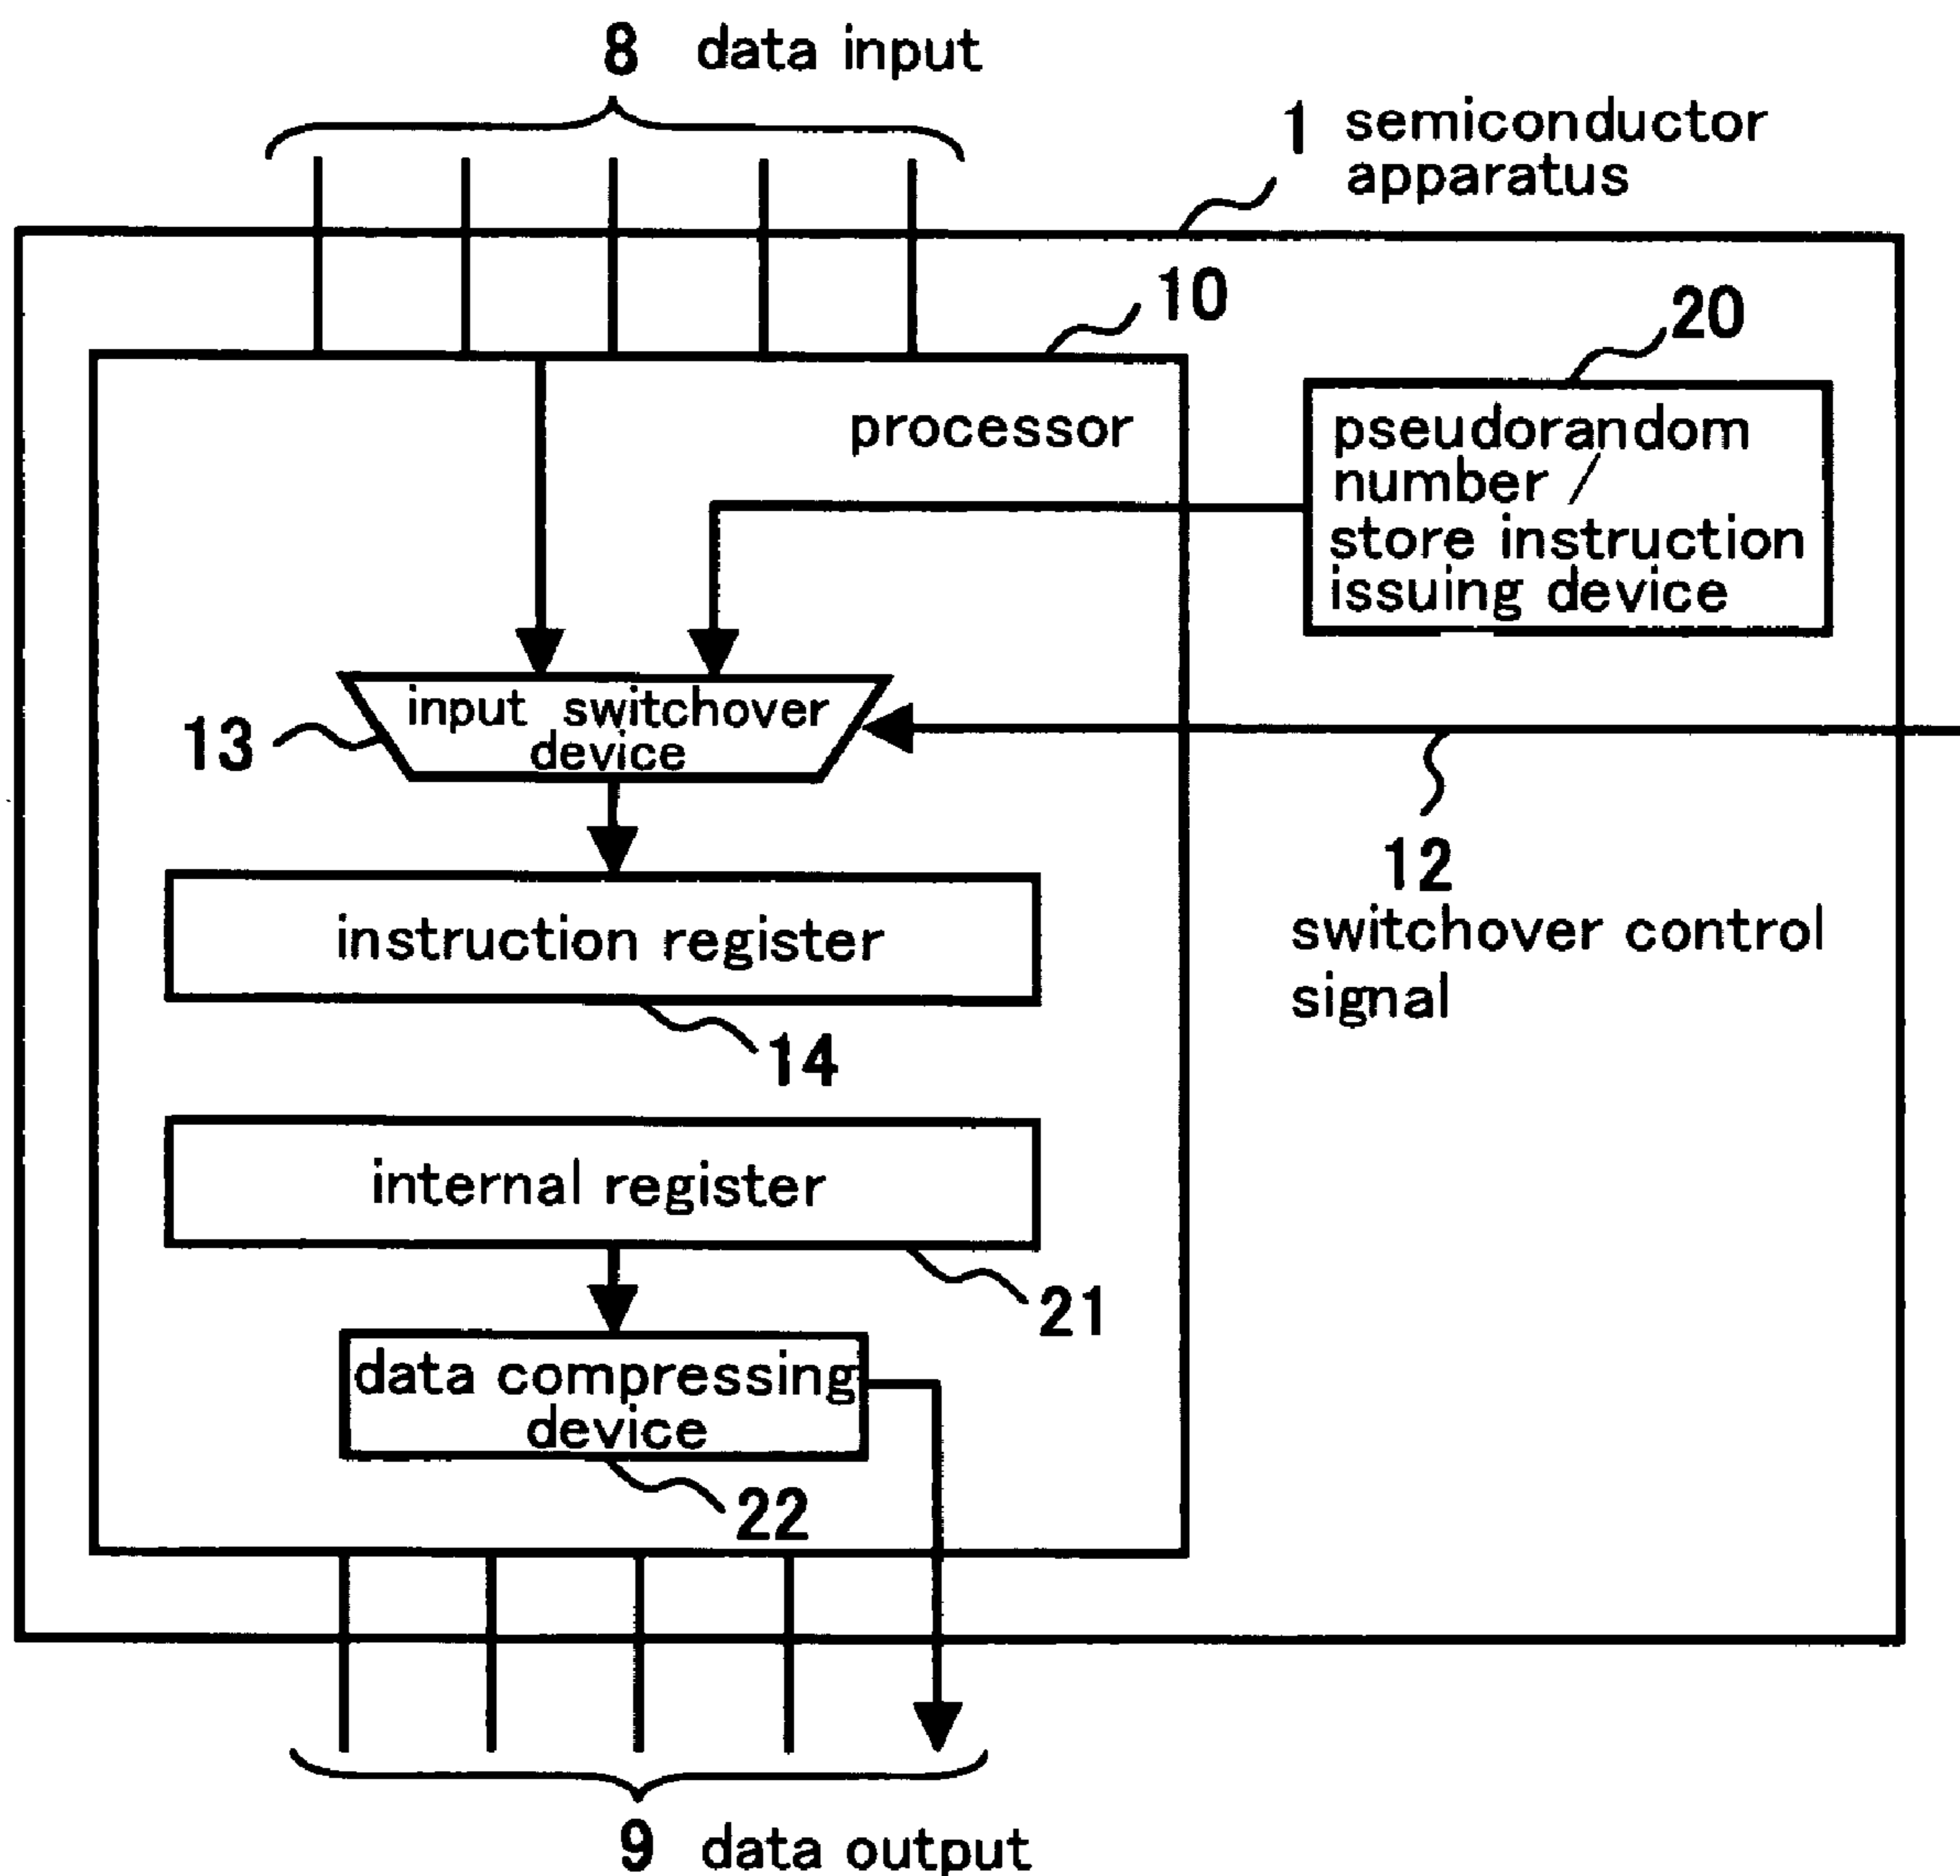 8 data input
1 semiconductor
apparatus
10
20
processor
pseudorandom
number /
store instruction
issuing device
input switchover
device
13
12
switchover control
signal
instruction register
14
internal register
21
data compressing
device
22
9 data output